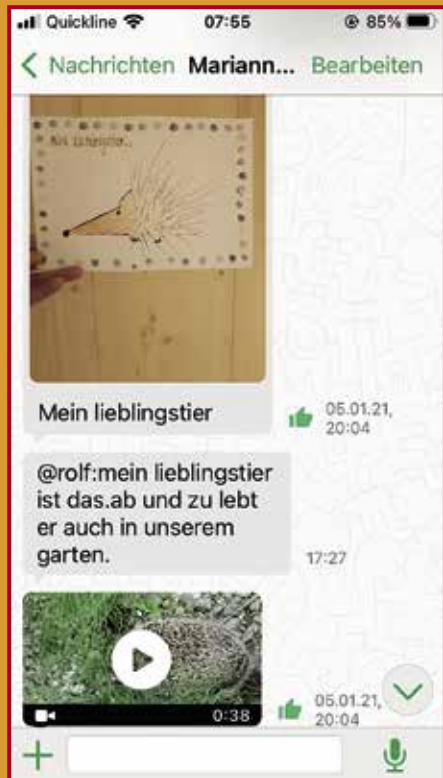 Quickline 07:55 85%
Nachrichten Mariann... Bearbeiten
Mein lieblingstier
05.01.21,
20:04
@rolf:mein lieblingstier
ist das.ab und zu lebt
er auch in unserem
garten.
17:27
0:38
05.01.21,
20:04